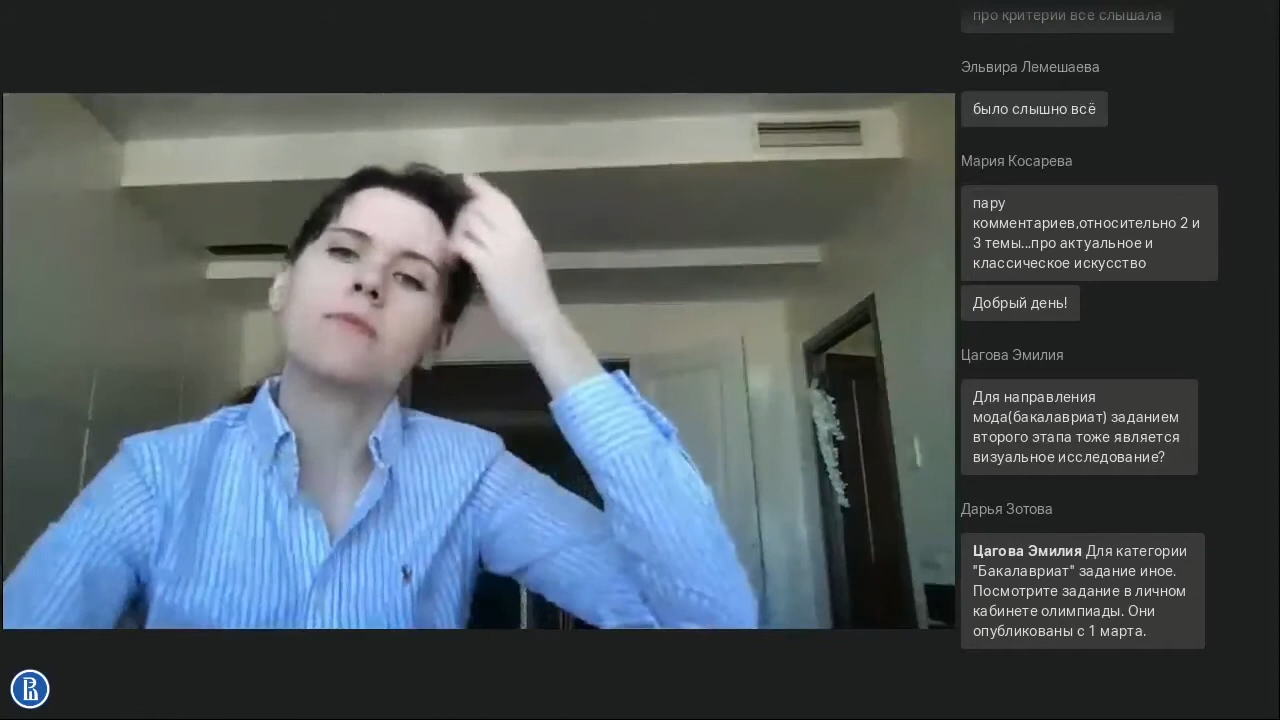 про критерии все слышала
Эльвира Лемешаева
было слышно всё
Мария Косарева
пару
комментариев,относительно 2 и
3 темы...про актуальное и
классическое искусство
Добрый день!
Цагова Эмилия
Для направления
мода(бакалавриат) заданием
второго этапа тоже является
визуальное исследование?
Дарья Зотова
Цагова Эмилия Для категории
"Бакалавриат" задание иное.
Посмотрите задание в личном
кабинете олимпиады. Они
опубликованы с 1 марта.